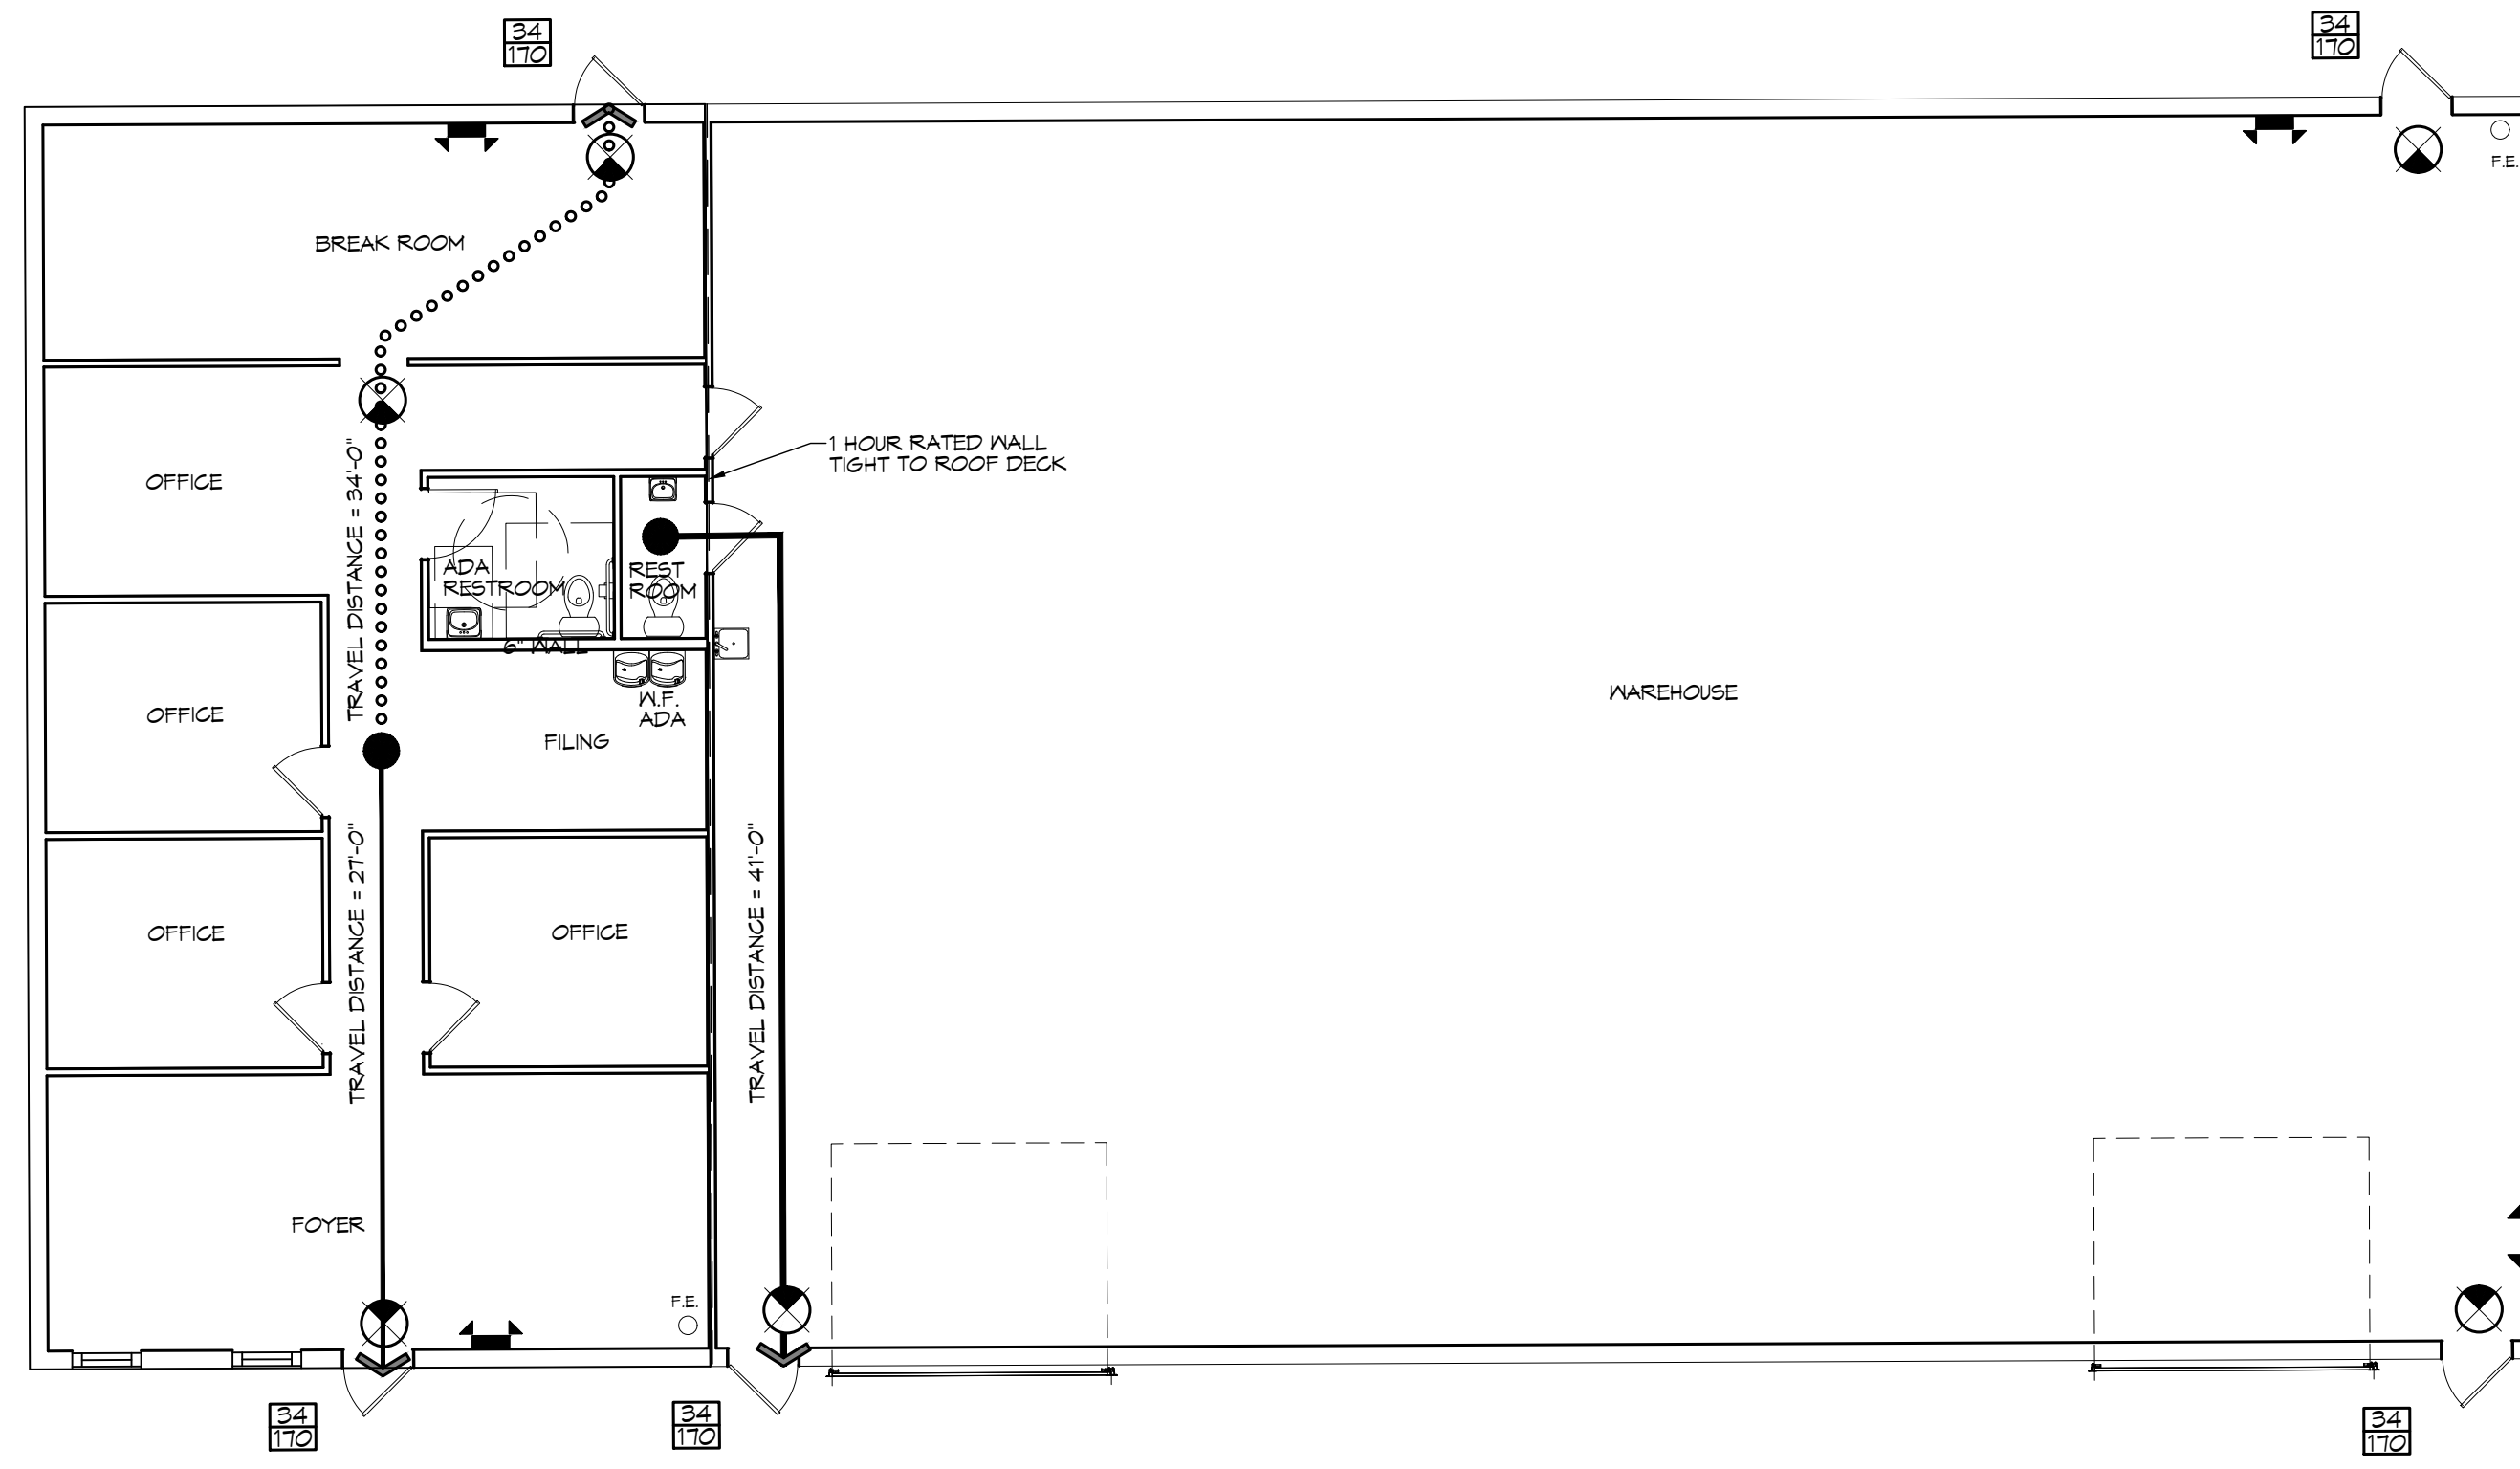 34
170
34
170
F.E.
BREAK ROOM
1 HOUR RATED WALL
TIGHT TO ROOF DECK
OFFICE
TRAVEL DISTANCE = 34'-0"
ADA
RESTROOM
REST
ROOM
6" WALL
W.F.
ADA
WAREHOUSE
OFFICE
FILING
TRAVEL DISTANCE = 27'-0"
TRAVEL DISTANCE = 41'-0"
OFFICE
OFFICE
FOYER
F.E.
34
170
34
170
34
170